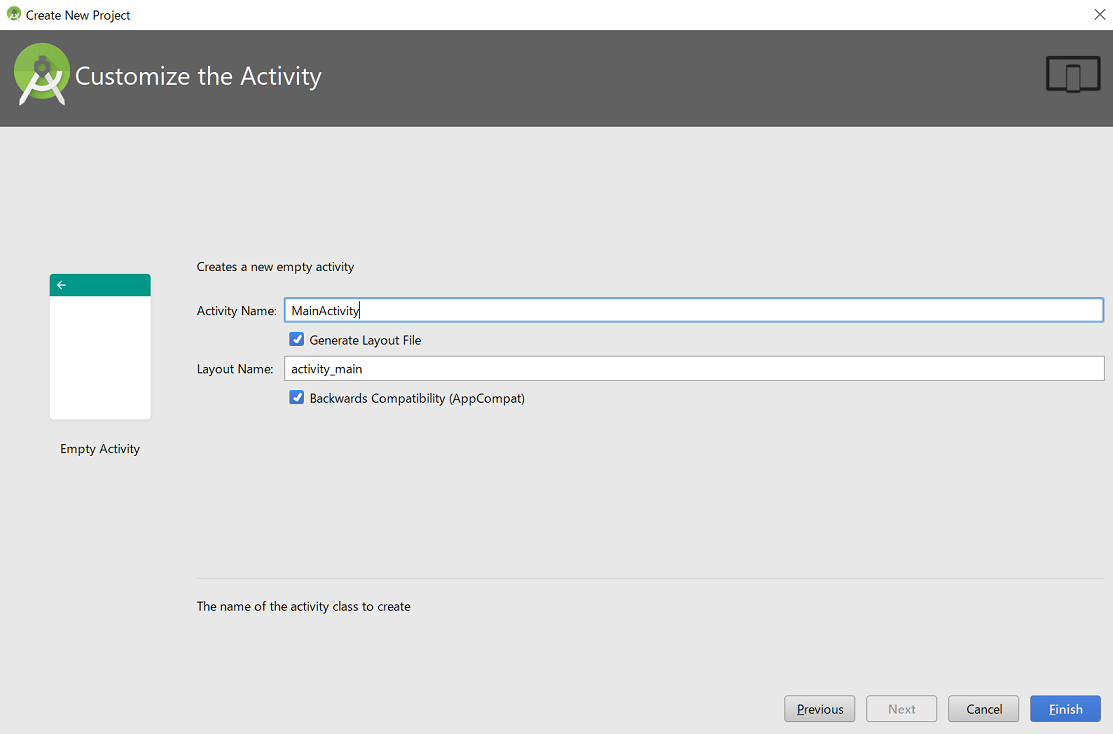 Create New Project
Customize the Activity
Creates a new empty activity
Activity Name: MainActivity
Generate Layout File
Layout Name: activity_main
Backwards Compatibility (AppCompat)
Empty Activity
The name of the activity class to create
Previous Next Cancel Finish